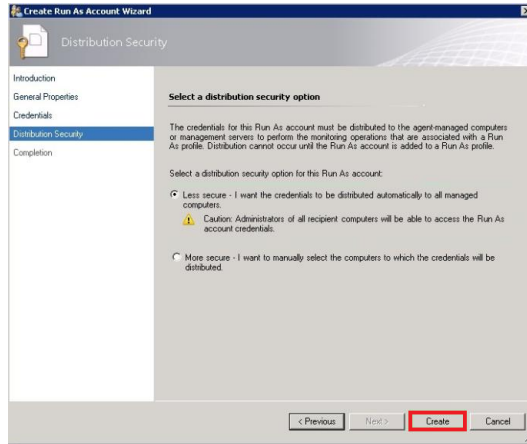 Create Run As Account Wizard
Distribution Security
Introduction
General Properties
Credentials
Distribution Security
Completion
Select a distribution security option
The credentials for this Run As account must be distributed to the agent-managed computers
or management servers to perform the monitoring operations that are associated with a Run
As profile. Distribution cannot occur until the Run As account is added to a Run As profile.
Select a distribution security option for this Run As account:
Less secure - I want the credentials to be distributed automatically to all managed
computers.
Caution: Administrators of all recipient computers will be able to access the Run As
account credentials.
More secure - I want to manually select the computers to which the credentials will be
distributed.
< Previous Next > Create Cancel